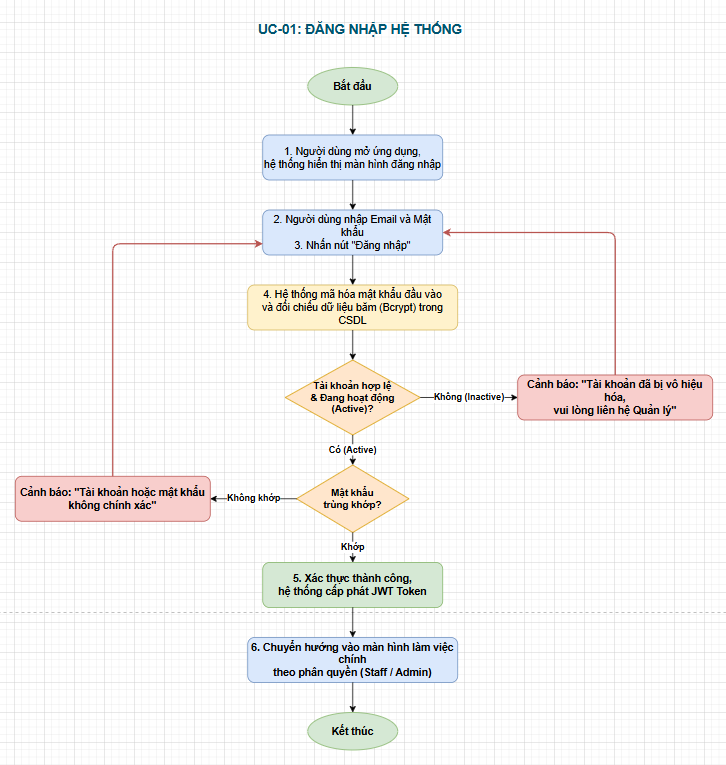 UC-01: ĐĂNG NHẬP HỆ THỐNG
Bắt đầu
1. Người dùng mở ứng dụng,
hệ thống hiển thị màn hình đăng nhập
2. Người dùng nhập Email và Mật
khẩu
3. Nhấn nút "Đăng nhập"
4. Hệ thống mã hóa mật khẩu đầu vào
và đối chiếu dữ liệu băm (Bcrypt) trong
CSDL
Tài khoản hợp lệ
& Đang hoạt động
(Active)?
Không (Inactive)
Cảnh báo: "Tài khoản đã bị vô hiệu
hóa,
vui lòng liên hệ Quản lý"
Có (Active)
Mật khẩu
trùng khớp?
Không khớp
Cảnh báo: "Tài khoản hoặc mật khẩu
không chính xác"
Khớp
5. Xác thực thành công,
hệ thống cấp phát JWT Token
6. Chuyển hướng vào màn hình làm việc
chính
theo phân quyền (Staff / Admin)
Kết thúc